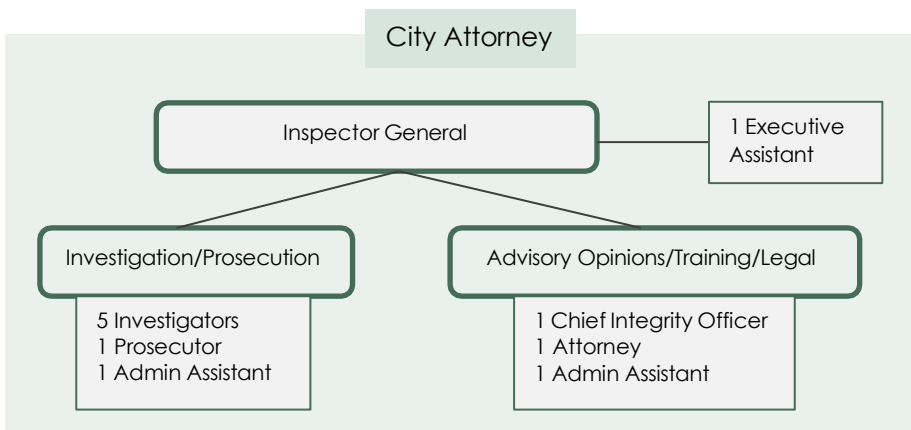 City Attorney
Inspector General
1 Executive
Assistant
Investigation/Prosecution
5 Investigators
1 Prosecutor
1 Admin Assistant
Advisory Opinions/Training/Legal
1 Chief Integrity Officer
1 Attorney
1 Admin Assistant